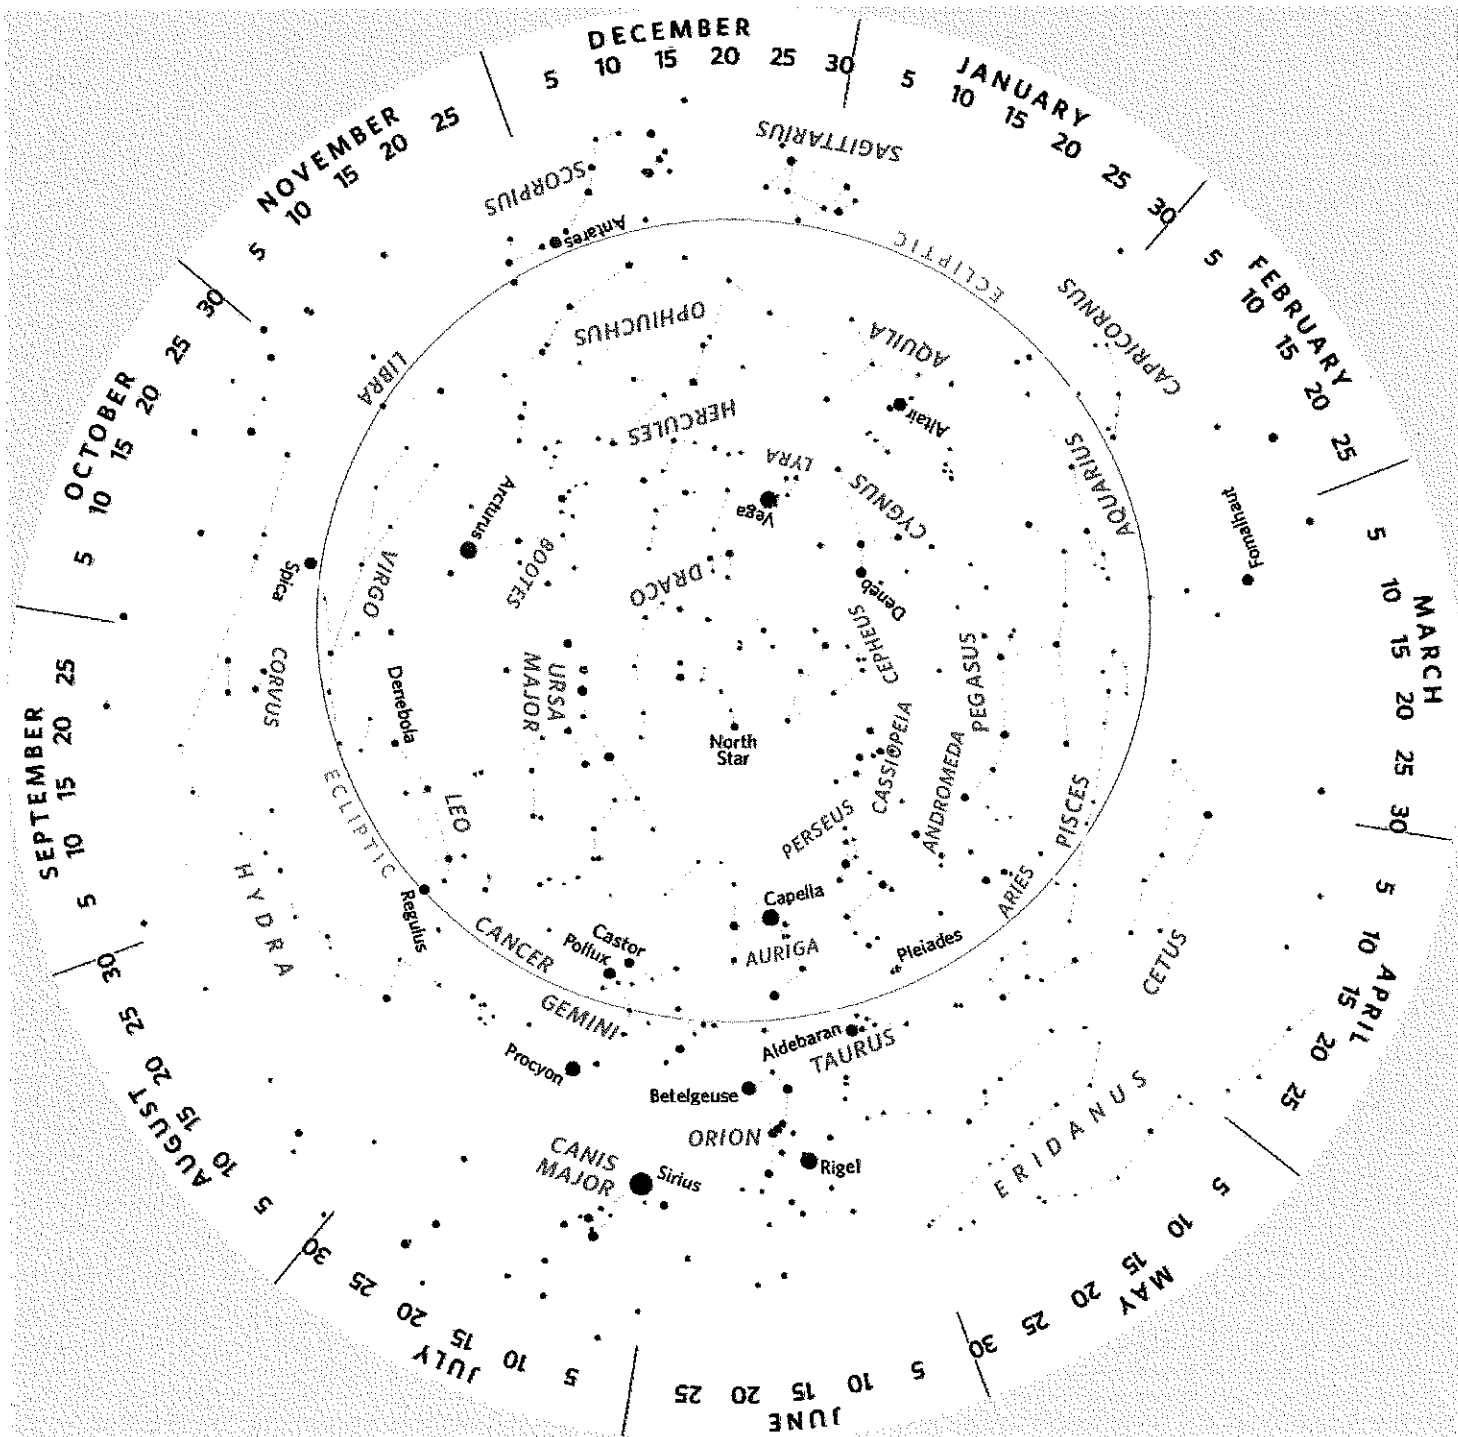 DECEMBER
5 10 15 20 25 30
JANUARY
5 10 15 20 25 30
FEBRUARY
5 10 15 20 25
MARCH
5 10 15 20 25 30
APRIL
5 10 15 20 25
MAY
5 10 15 20 25 30
JUNE
5 10 15 20 25
JULY
5 10 15 20 25 30
AUGUST
5 10 15 20 25 30
SEPTEMBER
5 10 15 20 25
OCTOBER
5 10 15 20 25 30
NOVEMBER
5 10 15 20 25
SAGITTARIUS
SCORPIUS
Antares
ECLIPTIC
CAPRICORNUS
OPHIUCHUS
AQUILA
LIBRA
Altair
HERCULES
LYRA
AQUARIUS
CYGNUS
Arcturus
Vega
Fomalhaut
BOOTES
VIRGO
Spica
DRACO
Deneb
CEPHEUS
PEGASUS
CORVUS
Denebola
URSA
MAJOR
North
Star
CASSIOPEIA
ANDROMEDA
PISCES
ECLIPTIC
LEO
PERSEUS
HYDRA
Regulus
Capella
ARIES
CANCER
Castor
Pollux
AURIGA
Pleiades
CETUS
GEMINI
Aldebaran
TAURUS
Procyon
Betelgeuse
ERIDANUS
ORION
CANIS
MAJOR
Sirius
Rigel